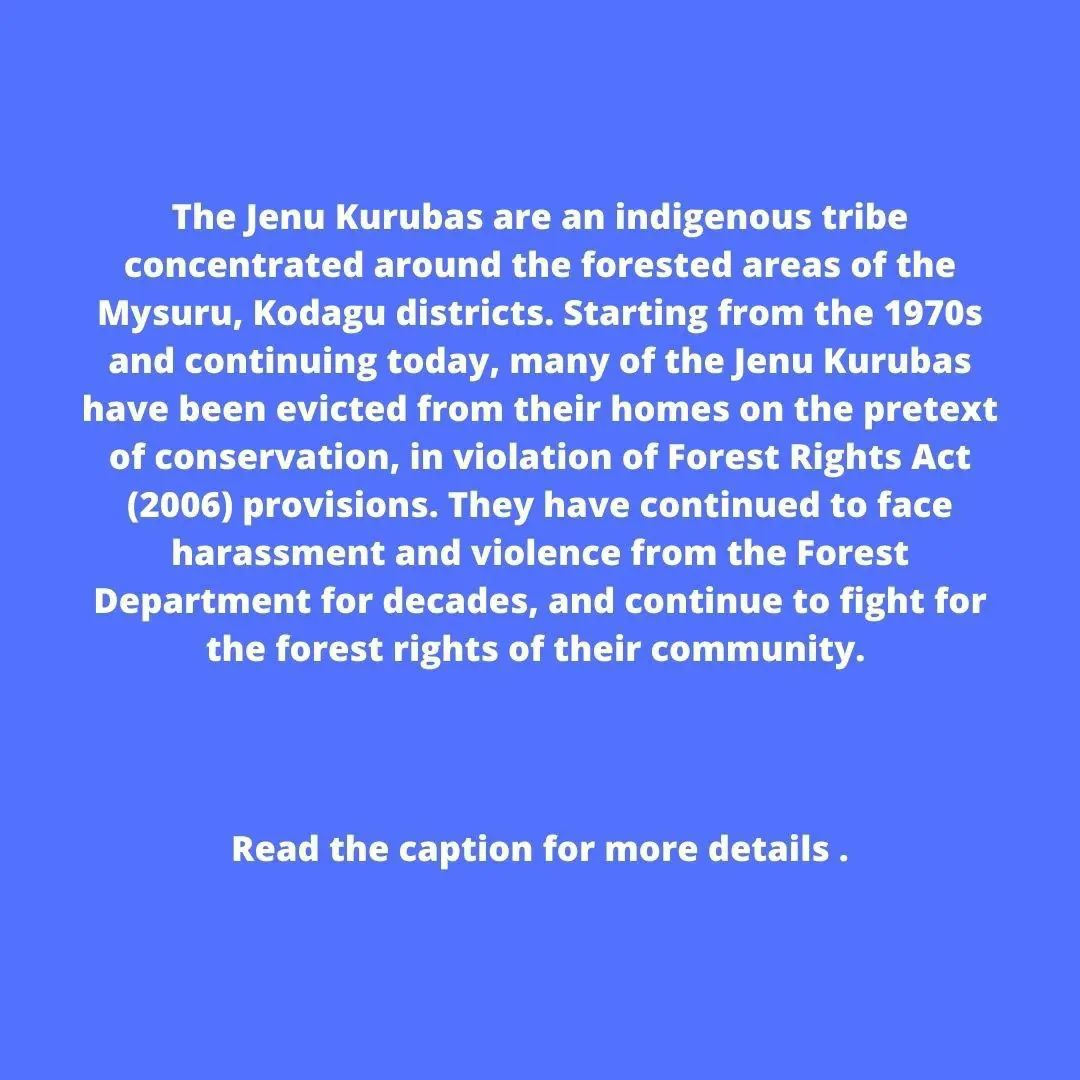 The Jenu Kurubas are an indigenous tribe
concentrated around the forested areas of the
Mysuru, Kodagu districts. Starting from the 1970s
and continuing today, many of the Jenu Kurubas
have been evicted from their homes on the pretext
of conservation, in violation of Forest Rights Act
(2006) provisions. They have continued to face
harassment and violence from the Forest
Department for decades, and continue to fight for
the forest rights of their community.
Read the caption for more details .